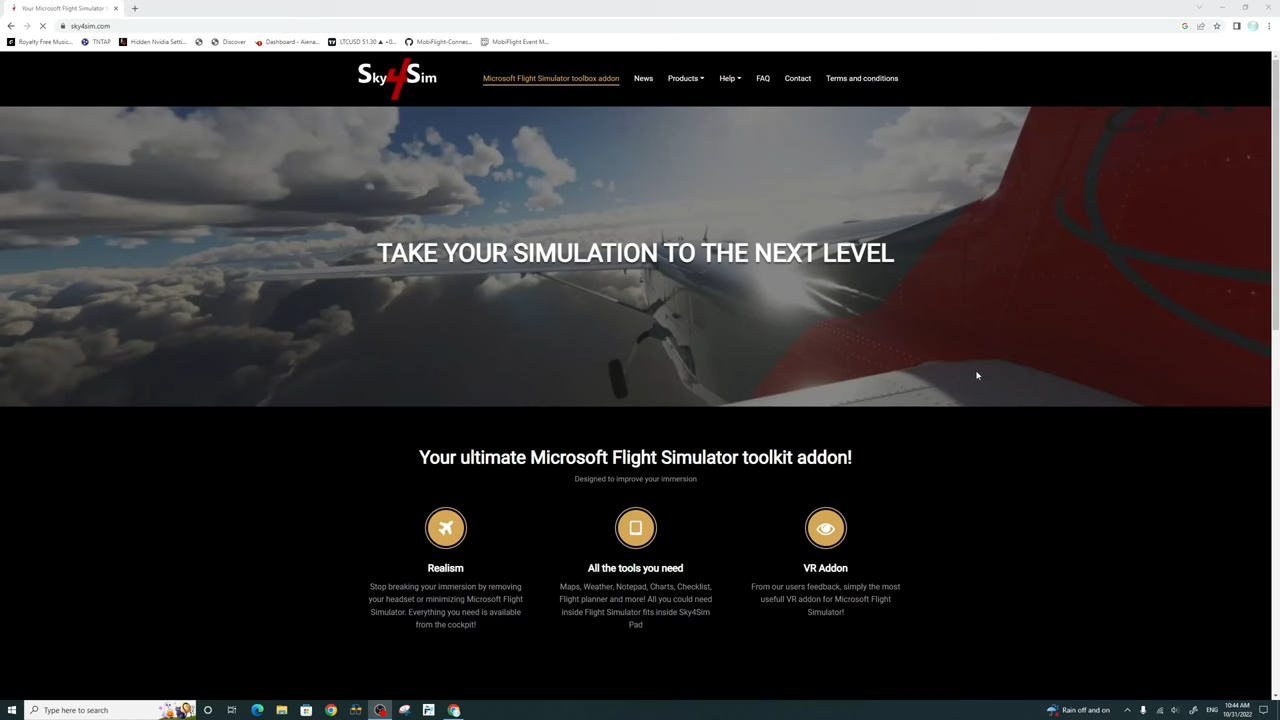 Your Microsoft Flight Simulator t
sky4sim.com
Royalty Free Music...
TNTAP
Hidden Nvidia Setti...
Discover
Dashboard - Aiena...
LTCUSD 51.30 ▲ +0...
MobiFlight-Connec...
MobiFlight Event M...
Sky4Sim
Microsoft Flight Simulator toolbox addon
News
Products
Help
FAQ
Contact
Terms and conditions
TAKE YOUR SIMULATION TO THE NEXT LEVEL
Your ultimate Microsoft Flight Simulator toolkit addon!
Designed to improve your immersion
Realism
Stop breaking your immersion by removing
your headset or minimizing Microsoft Flight
Simulator. Everything you need is available
from the cockpit!
All the tools you need
Maps, Weather, Notepad, Charts, Checklist,
Flight planner and more! All you could need
inside Flight Simulator fits inside Sky4Sim
Pad
VR Addon
From our users feedback, simply the most
usefull VR addon for Microsoft Flight
Simulator!
Type here to search
Rain off and on
ENG
10:44 AM
10/31/2022